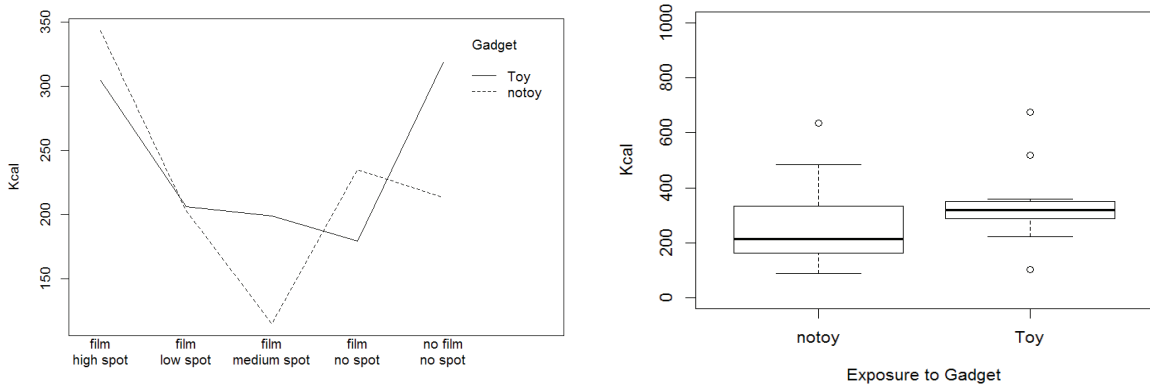 350
300
250
200
150
Kcal
Gadget
Toy
notoy
film
high spot
film
low spot
film
medium spot
film
no spot
no film
no spot
1000
800
600
400
200
0
Kcal
notoy
Toy
Exposure to Gadget